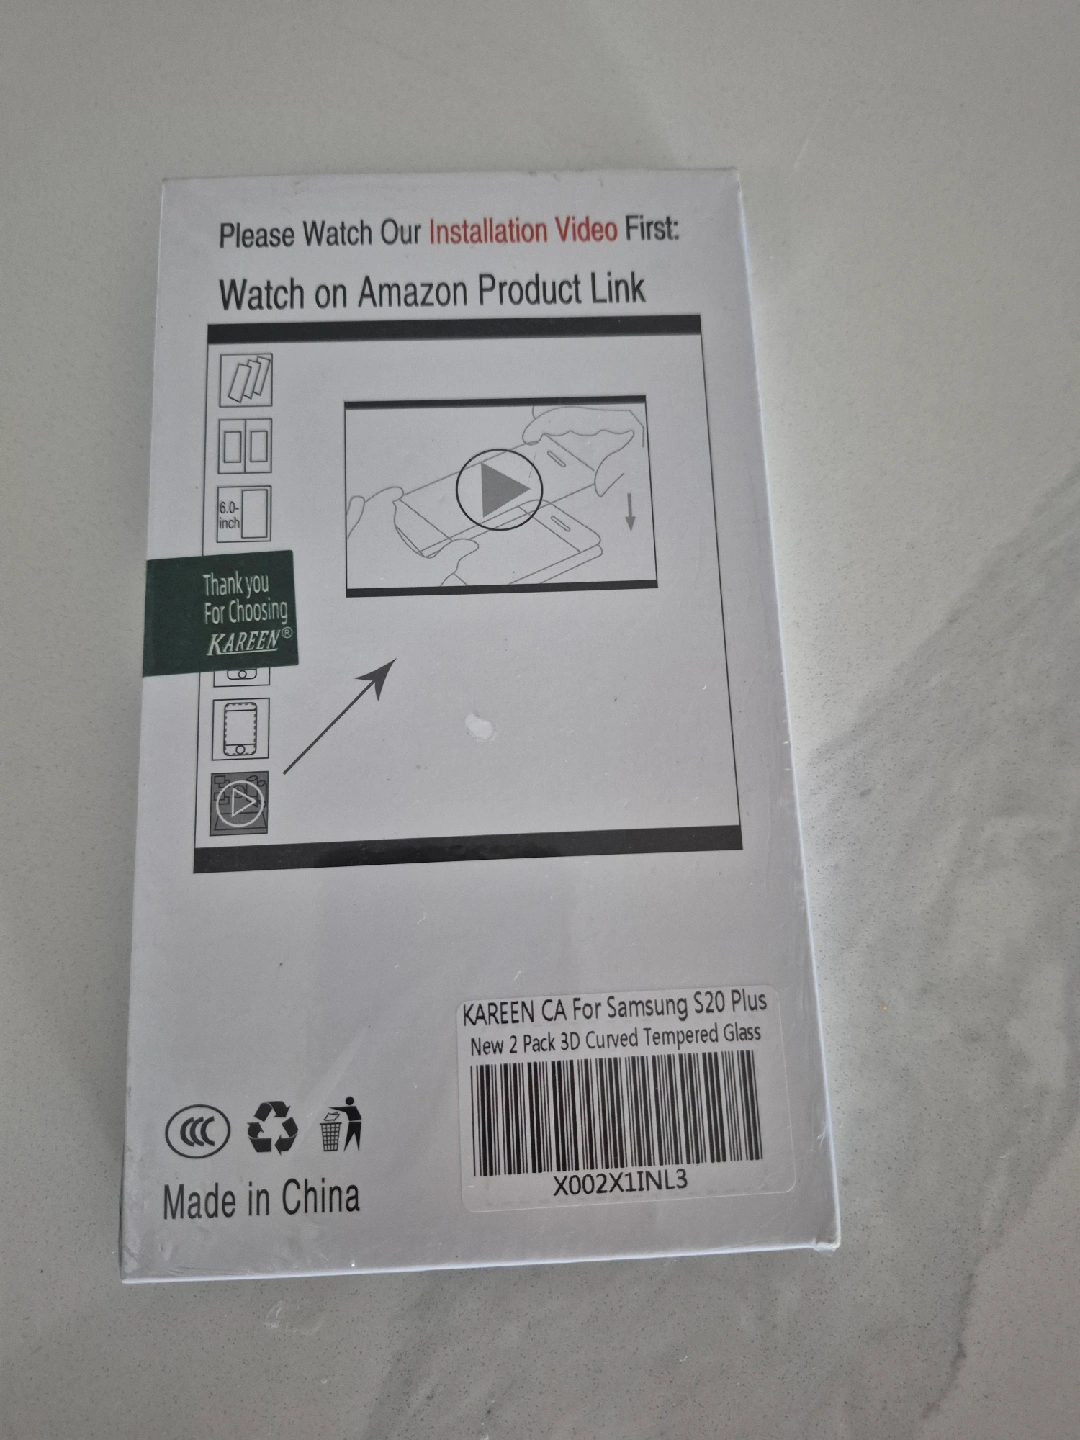 Please Watch Our Installation Video First:
Watch on Amazon Product Link
6.0-
inch
Thank you
For Choosing
KAREEN®
KAREEN CA For Samsung S20 Plus
New 2 Pack 3D Curved Tempered Glass
X002X1INL3
CCC
Made in China